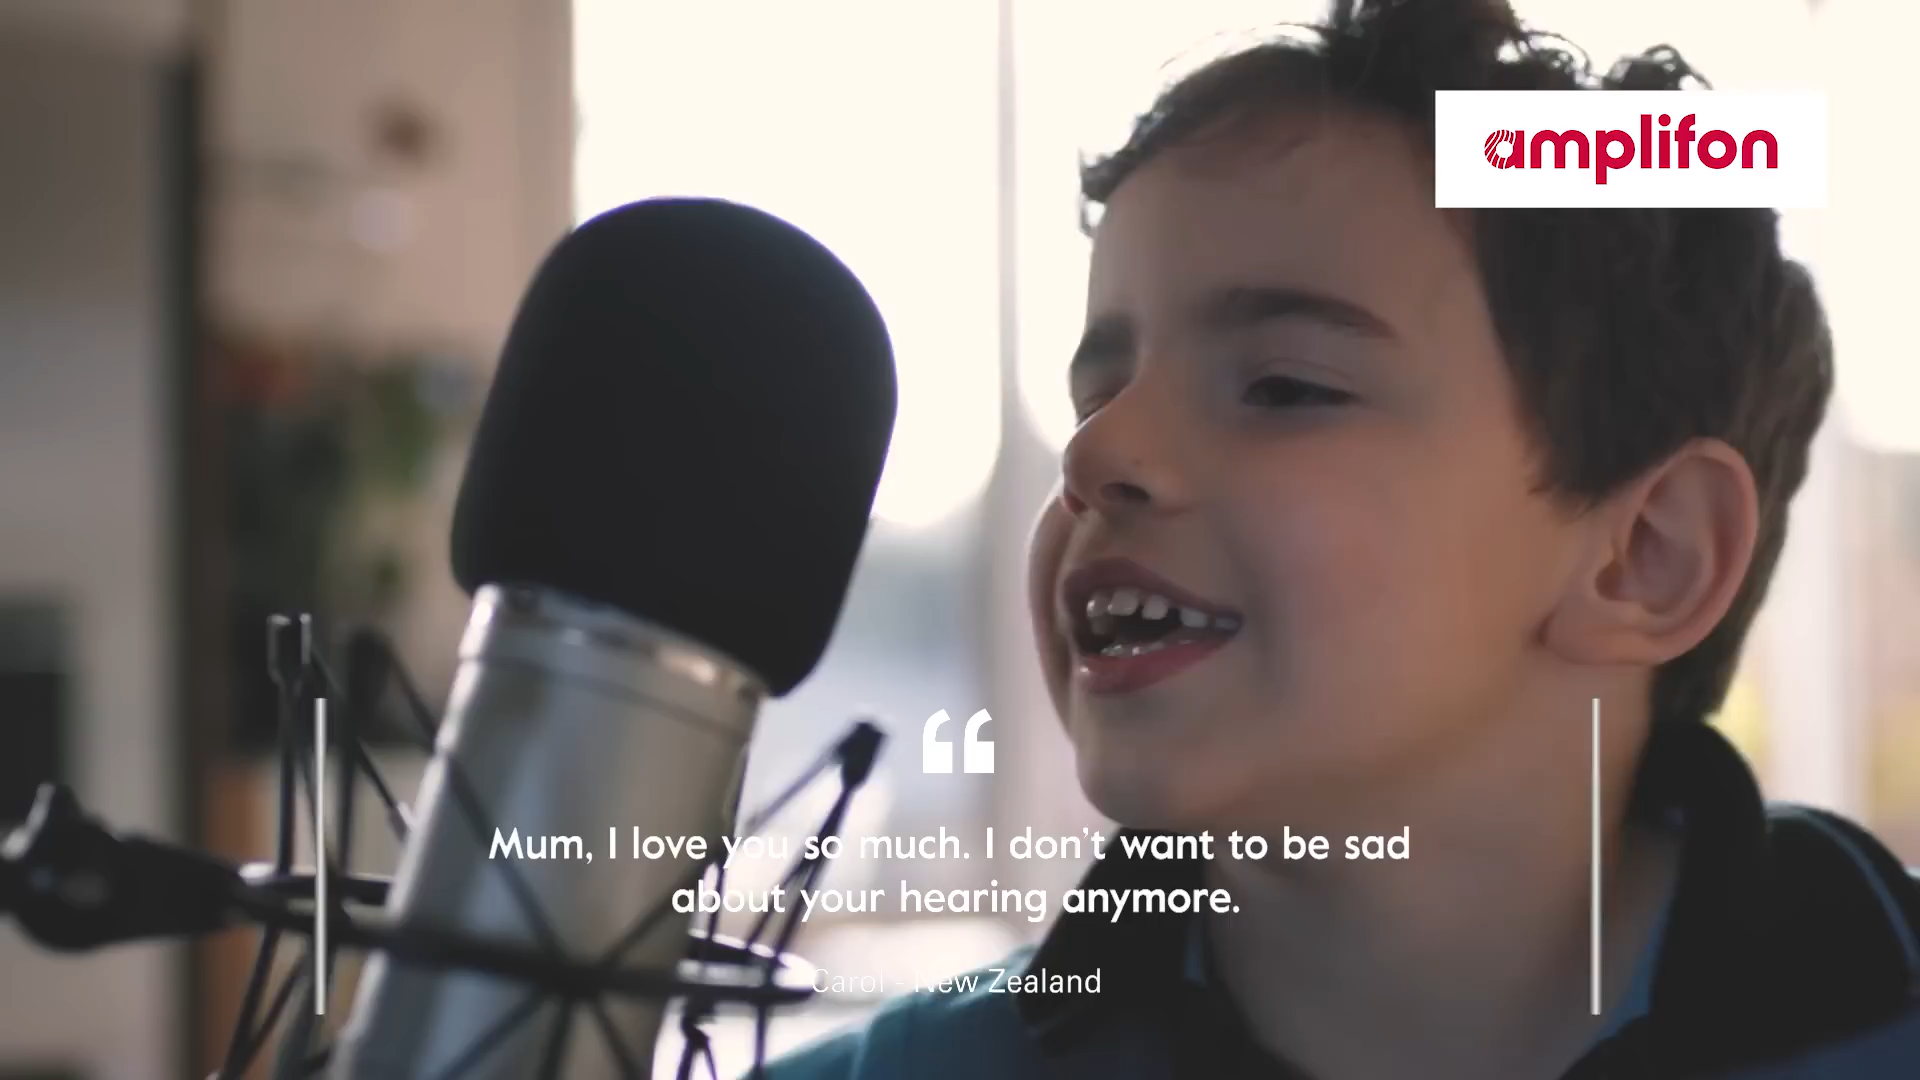 amplifon
“
Mum, I love you so much. I don't want to be sad
about your hearing anymore.
Carol - New Zealand